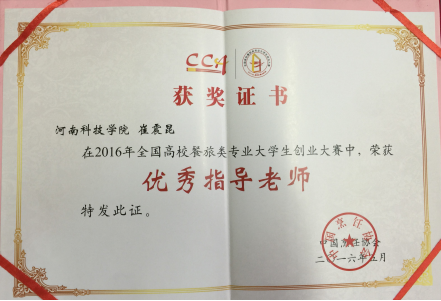 CCA
获奖证书
河南科技学院 崔震昆
在2016年全国高校餐旅类专业大学生创业大赛中，荣获
优秀指导老师
特发此证。
中国烹饪协会
二〇一六年五月